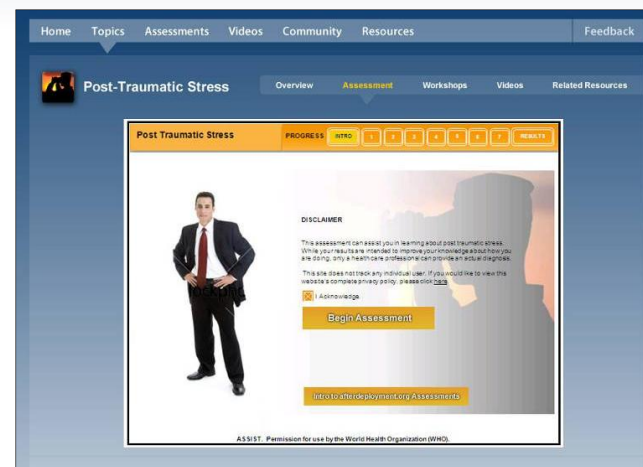 Home Topics Assessments Videos Community Resources Feedback
Post-Traumatic Stress Overview Assessment Workshops Videos Related Resources
Post Traumatic Stress PROGRESS INTRO 1 2 3 4 5 6 7 RESULTS
DISCLAIMER
This assessment can assist you in learning about post traumatic stress.
While your results are intended to improve your knowledge about how you
are doing, only a health care professional can provide an actual diagnosis.
This site does not track any individual user. If you would like to view this
website's complete privacy policy, please click here
I Acknowledge
Begin Assessment
Intro to afterdeployment.org Assessments
ASSIST. Permission for use by the World Health Organization (WHO).